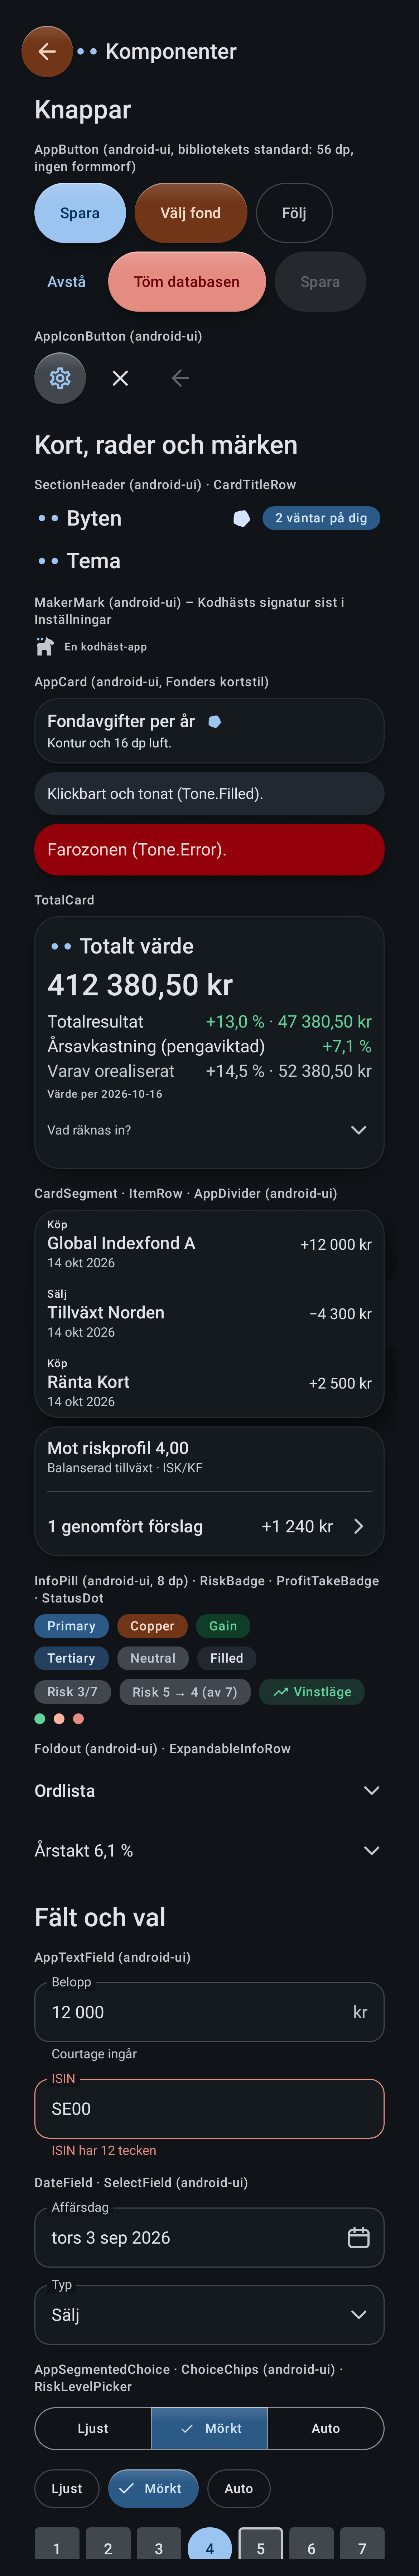 Komponenter
Knappar
AppButton (android-ui, bibliotekets standard: 56 dp,
ingen formmorf)
Spara
Välj fond
Följ
Avstå
Töm databasen
Spara
AppIconButton (android-ui)
Kort, rader och märken
SectionHeader (android-ui) · CardTitleRow
Byten
2 väntar på dig
Tema
MakerMark (android-ui) – Kodhästs signatur sist i
Inställningar
En kodhäst-app
AppCard (android-ui, Fonders kortstil)
Fondavgifter per år
Kontur och 16 dp luft.
Klickbart och tonat (Tone.Filled).
Farozonen (Tone.Error).
TotalCard
Totalt värde
412 380,50 kr
Totalresultat +13,0 % · 47 380,50 kr
Årsavkastning (pengaviktad) +7,1 %
Varav orealiserat +14,5 % · 52 380,50 kr
Värde per 2026-10-16
Vad räknas in?
CardSegment · ItemRow · AppDivider (android-ui)
Köp
Global Indexfond A +12 000 kr
14 okt 2026
Sälj
Tillväxt Norden −4 300 kr
14 okt 2026
Köp
Ränta Kort +2 500 kr
14 okt 2026
Mot riskprofil 4,00
Balanserad tillväxt · ISK/KF
1 genomfört förslag +1 240 kr
InfoPill (android-ui, 8 dp) · RiskBadge · ProfitTakeBadge
· StatusDot
Primary Copper Gain
Tertiary Neutral Filled
Risk 3/7 Risk 5 → 4 (av 7) Vinstläge
Foldout (android-ui) · ExpandableInfoRow
Ordlista
Årstakt 6,1 %
Fält och val
AppTextField (android-ui)
Belopp
12 000 kr
Courtage ingår
ISIN
SE00
ISIN har 12 tecken
DateField · SelectField (android-ui)
Affärsdag
tors 3 sep 2026
Typ
Sälj
AppSegmentedChoice · ChoiceChips (android-ui) ·
RiskLevelPicker
Ljust Mörkt Auto
Ljust Mörkt Auto
1 2 3 4 5 6 7